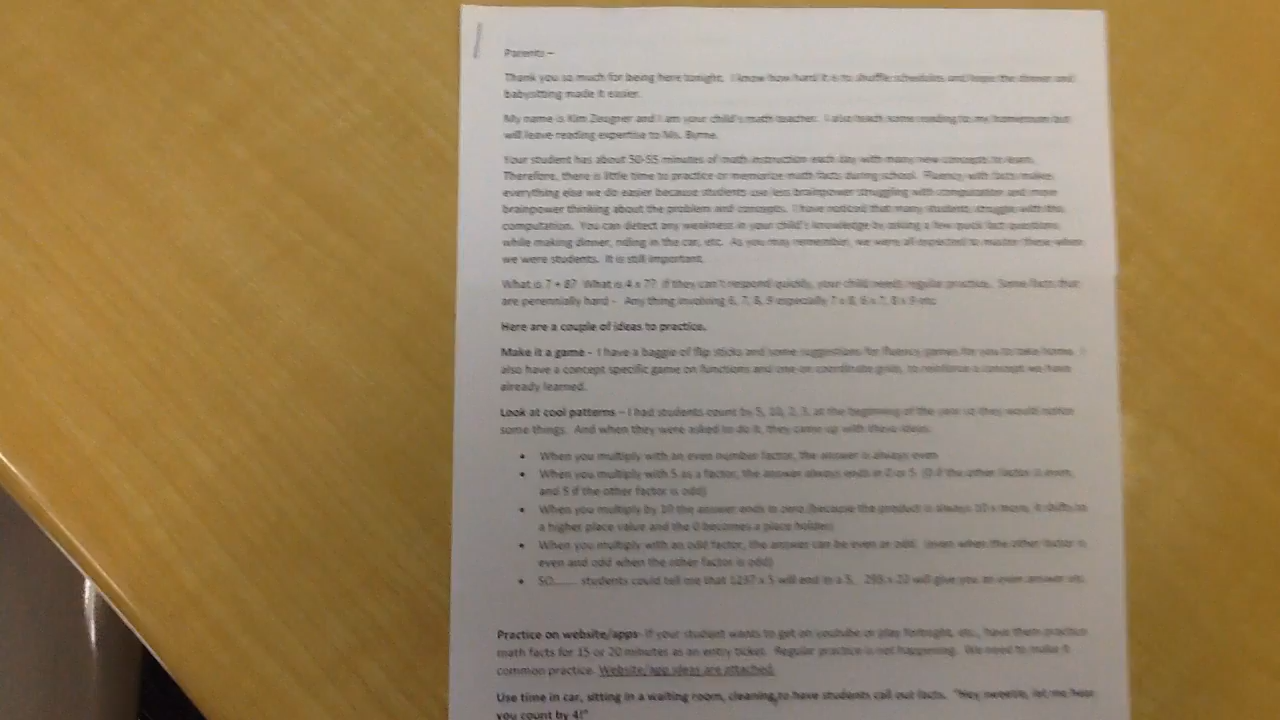 Parents –
Thank you so much for being here tonight. I know how hard it is to shuffle schedules and hope the dinner and
babysitting made it easier.
My name is Kim Zeugner and I am your child's math teacher. I also teach some reading to my homeroom but
will leave reading expertise to Ms. Byrne.
Your student has about 50-55 minutes of math instruction each day with many new concepts to learn.
Therefore, there is little time to practice or memorize math facts during school. Fluency with facts makes
everything else we do easier because students use less brainpower struggling with computation and more
brainpower thinking about the problem and concepts. I have noticed that many students struggle with the
computation. You can detect any weakness in your child's knowledge by asking a few quick fact questions
while making dinner, riding in the car, etc. As you may remember, we were all expected to master these when
we were students. It is still important.
What is 7 + 8? What is 4 x 7? If they can't respond quickly, your child needs regular practice. Some facts that
are perennially hard - Any thing involving 6, 7, 8, 9 especially 7 x 8, 6 x 7, 8 x 9 etc
Here are a couple of ideas to practice.
Make it a game - I have a baggie of flip sticks and some suggestions for fluency games for you to take home. I
also have a concept specific game on functions and one on coordinate grids, to reinforce a concept we have
already learned.
Look at cool patterns – I had students count by 5, 10, 2, 3, at the beginning of the year so they would notice
some things. And when they were asked to do it, they came up with these ideas:
• When you multiply with an even number factor, the answer is always even
• When you multiply with 5 as a factor, the answer always ends in 0 or 5. (0 if the other factor is even,
and 5 if the other factor is odd)
• When you multiply by 10 the answer ends to zero (because the product is always 10 x more, it shifts to
a higher place value and the 0 becomes a place holder)
• When you multiply with an odd factor, the answer can be even or odd. (even when the other factor is
even and odd when the other factor is odd)
• SO....... students could tell me that 1237 x 5 will end in a 5. 298 x 22 will give you an even answer etc.
Practice on website/apps- If your student wants to get on youtube or play fortnight, etc., have them practice
math facts for 15 or 20 minutes as an entry ticket. Regular practice is not happening. We need to make it
common practice. Website/app ideas are attached.
Use time in car, sitting in a waiting room, cleaning,to have students call out facts. "Hey sweetie, let me hear
you count by 4!"